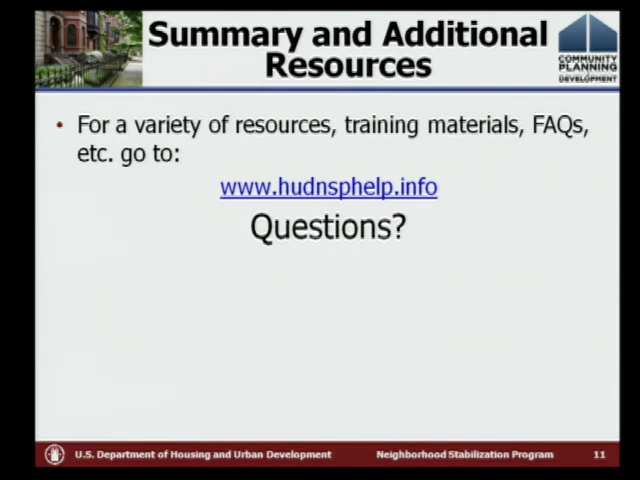 Summary and Additional
Resources
COMMUNITY
PLANNING
DEVELOPMENT
• For a variety of resources, training materials, FAQs,
etc. go to:
www.hudnsphelp.info
Questions?
U.S. Department of Housing and Urban Development Neighborhood Stabilization Program 11